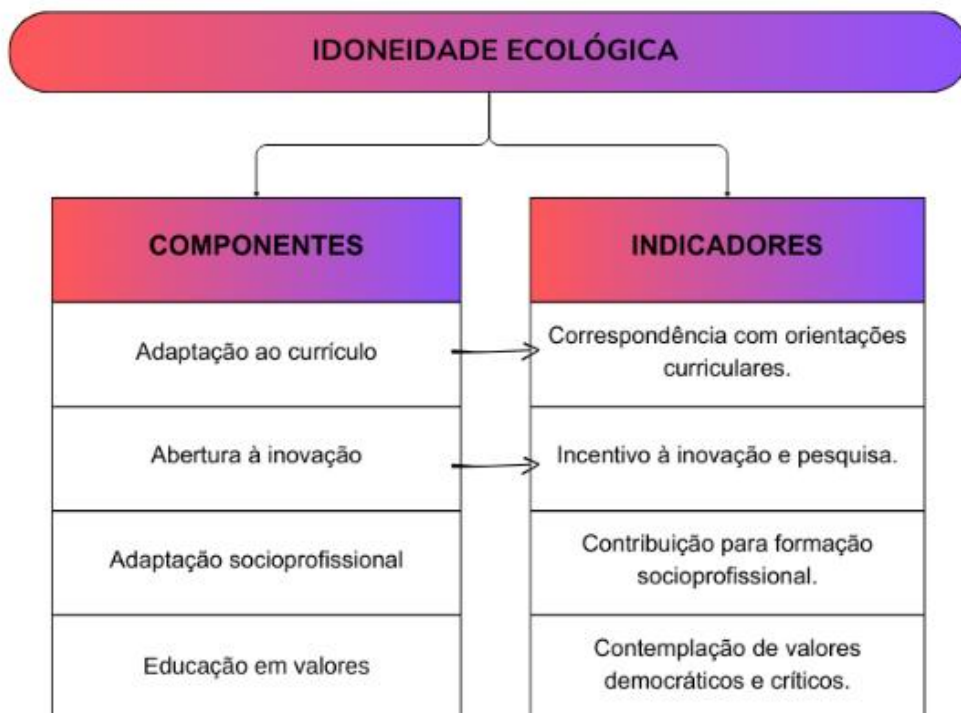 IDONEIDADE ECOLÓGICA
COMPONENTES
INDICADORES
Adaptação ao currículo
Correspondência com orientações
curriculares.
Abertura à inovação
Incentivo à inovação e pesquisa.
Adaptação socioprofissional
Contribuição para formação
socioprofissional.
Educação em valores
Contemplação de valores
democráticos e críticos.